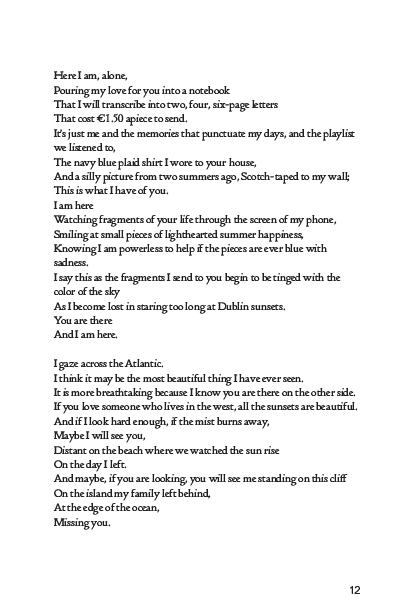 Here I am, alone,
Pouring my love for you into a notebook
That I will transcribe into two, four, six-page letters
That cost €1.50 apiece to send.
It's just me and the memories that punctuate my days, and the playlist
we listened to,
The navy blue plaid shirt I wore to your house,
And a silly picture from two summers ago, Scotch-taped to my wall;
This is what I have of you.
I am here
Watching fragments of your life through the screen of my phone,
Smiling at small pieces of lighthearted summer happiness,
Knowing I am powerless to help if the pieces are ever blue with
sadness.
I say this as the fragments I send to you begin to be tinged with the
color of the sky
As I become lost in staring too long at Dublin sunsets.
You are there
And I am here.

I gaze across the Atlantic.
I think it may be the most beautiful thing I have ever seen.
It is more breathtaking because I know you are there on the other side.
If you love someone who lives in the west, all the sunsets are beautiful.
And if I look hard enough, if the mist burns away,
Maybe I will see you,
Distant on the beach where we watched the sun rise
On the day I left.
And maybe, if you are looking, you will see me standing on this cliff
On the island my family left behind,
At the edge of the ocean,
Missing you.

12